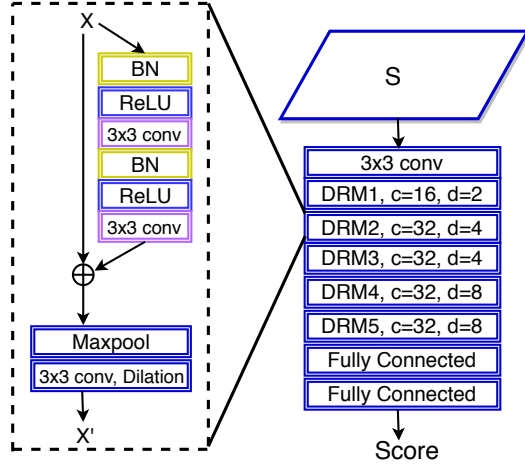 X
BN
ReLU
3x3 conv
BN
ReLU
3x3 conv
Maxpool
3x3 conv, Dilation
X'
S
3x3 conv
DRM1, c=16, d=2
DRM2, c=32, d=4
DRM3, c=32, d=4
DRM4, c=32, d=8
DRM5, c=32, d=8
Fully Connected
Fully Connected
Score